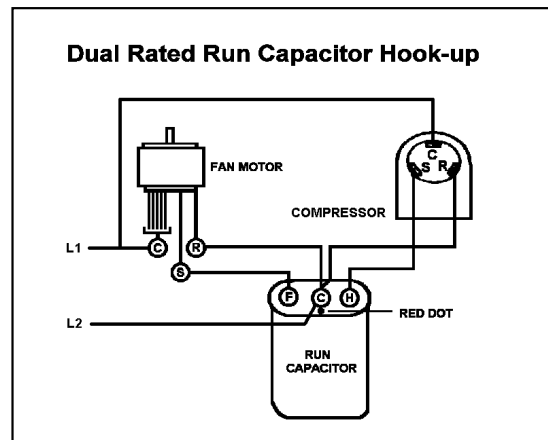 Dual Rated Run Capacitor Hook-up
FAN MOTOR
C
S R
COMPRESSOR
L1
C
R
S
F
C
H
L2
RED DOT
RUN
CAPACITOR